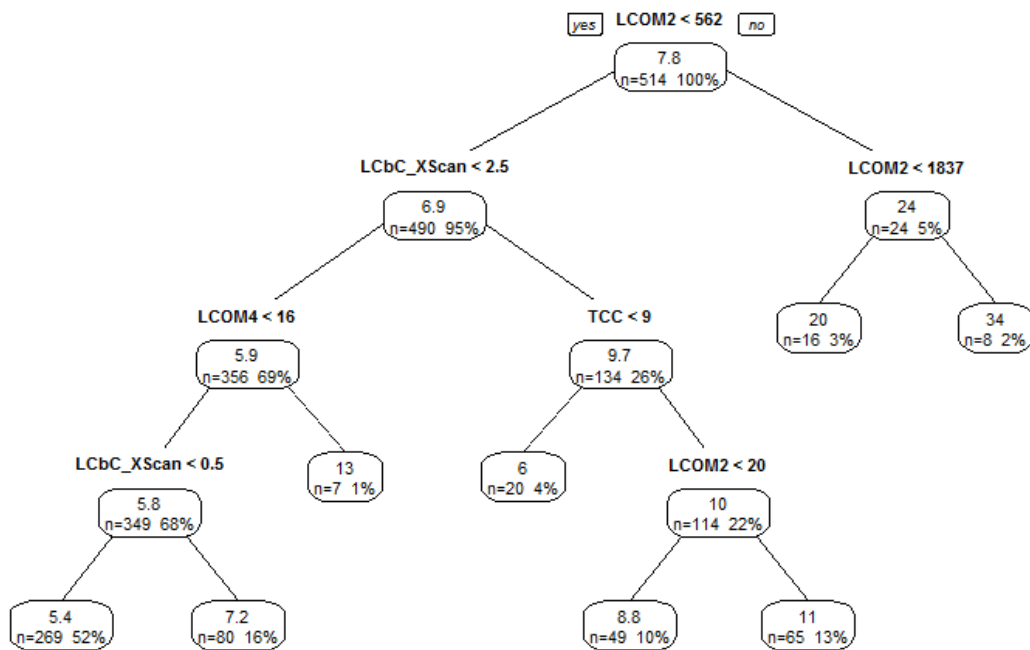 yes LCOM2 < 562 no
7.8
n=514 100%
LCbC_XScan < 2.5
LCOM2 < 1837
6.9
n=490 95%
24
n=24 5%
LCOM4 < 16
TCC < 9
20
n=16 3%
34
n=8 2%
5.9
n=356 69%
9.7
n=134 26%
LCbC_XScan < 0.5
13
n=7 1%
6
n=20 4%
LCOM2 < 20
5.8
n=349 68%
10
n=114 22%
5.4
n=269 52%
7.2
n=80 16%
8.8
n=49 10%
11
n=65 13%